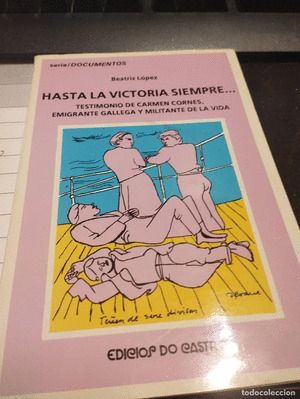 serie/DOCUMENTOS
Beatriz López
HASTA LA VICTORIA SIEMPRE...
TESTIMONIO DE CARMEN CORNES,
EMIGRANTE GALLEGA Y MILITANTE DE LA VIDA
EDICIOS DO CASTRO
todocoleccion